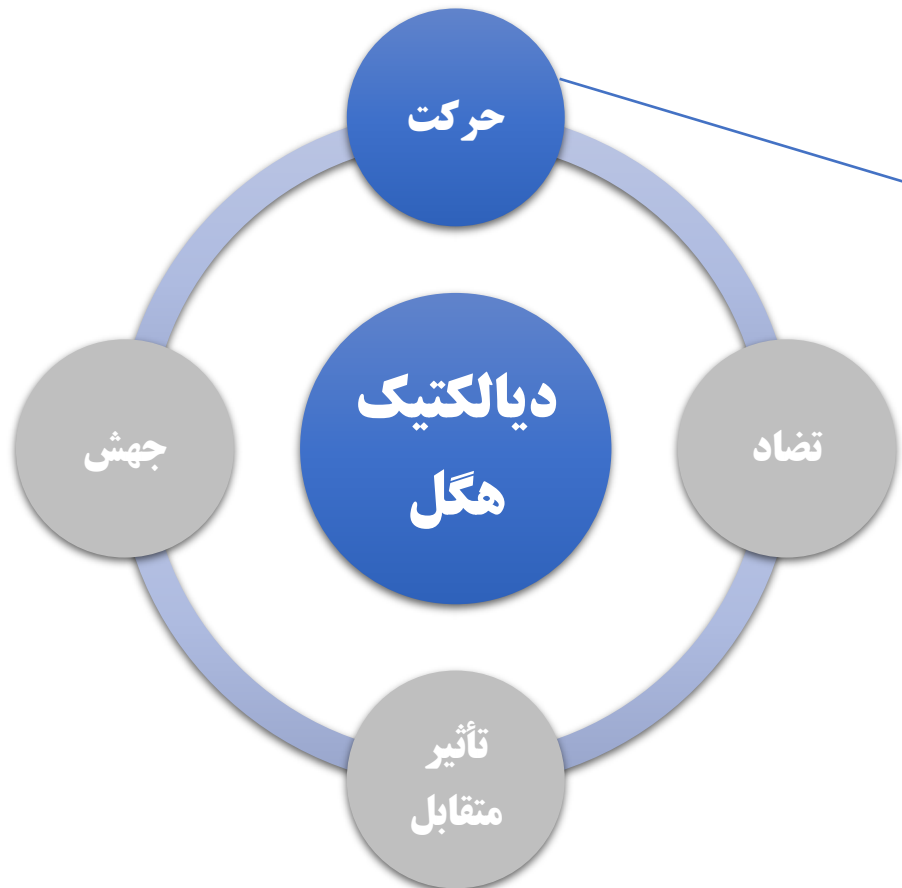 حرکت
دیالکتیک
هگل
تضاد
جهش
تأثیر
متقابل